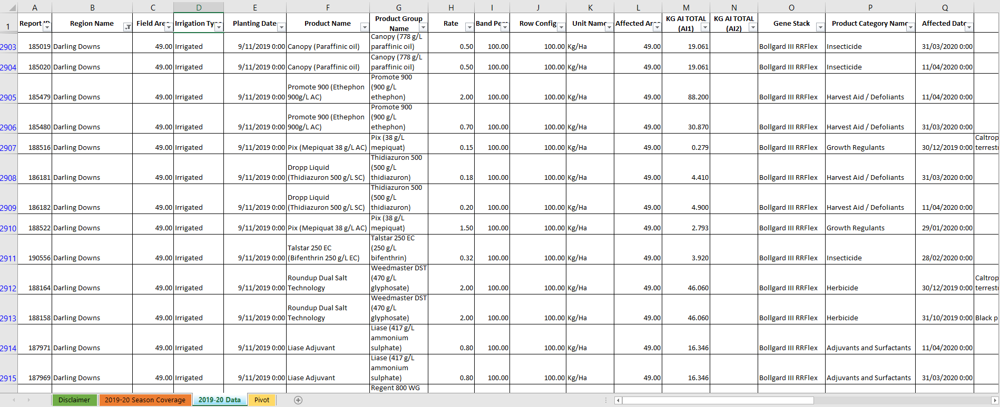 A B C D E F G H I J K L M N O P Q
1 Report Region Name Field Are Irrigation Typ Planting Date Product Name Product Group Name Rate Band Per Row Config Unit Name Affected Are KG AI TOTAL (AI1) KG AI TOTAL (AI2) Gene Stack Product Category Name Affected Date
2903 185019 Darling Downs 49.00 Irrigated 9/11/2019 0:00 Canopy (Paraffinic oil) Canopy (778 g/L paraffinic oil) 0.50 100.00 100.00 Kg/Ha 49.00 19.061 Bollgard III RRFlex Insecticide 31/03/2020 0:00
2904 185020 Darling Downs 49.00 Irrigated 9/11/2019 0:00 Canopy (Paraffinic oil) Canopy (778 g/L paraffinic oil) 0.50 100.00 100.00 Kg/Ha 49.00 19.061 Bollgard III RRFlex Insecticide 11/04/2020 0:00
2905 185479 Darling Downs 49.00 Irrigated 9/11/2019 0:00 Promote 900 (Ethephon 900g/L AC) Promote 900 (900 g/L ethephon) 2.00 100.00 100.00 Kg/Ha 49.00 88.200 Bollgard III RRFlex Harvest Aid / Defoliants 11/04/2020 0:00
2906 185480 Darling Downs 49.00 Irrigated 9/11/2019 0:00 Promote 900 (Ethephon 900g/L AC) Promote 900 (900 g/L ethephon) 0.70 100.00 100.00 Kg/Ha 49.00 30.870 Bollgard III RRFlex Harvest Aid / Defoliants 31/03/2020 0:00
2907 188516 Darling Downs 49.00 Irrigated 9/11/2019 0:00 Pix (Mepiquat 38 g/L AC) Pix (38 g/L mepiquat) 0.15 100.00 100.00 Kg/Ha 49.00 0.279 Bollgard III RRFlex Growth Regulants 30/12/2019 0:00 Caltrop terrest
2908 186181 Darling Downs 49.00 Irrigated 9/11/2019 0:00 Dropp Liquid (Thidiazuron 500 g/L SC) Thidiazuron 500 (500 g/L thidiazuron) 0.18 100.00 100.00 Kg/Ha 49.00 4.410 Bollgard III RRFlex Harvest Aid / Defoliants 31/03/2020 0:00
2909 186182 Darling Downs 49.00 Irrigated 9/11/2019 0:00 Dropp Liquid (Thidiazuron 500 g/L SC) Thidiazuron 500 (500 g/L thidiazuron) 0.20 100.00 100.00 Kg/Ha 49.00 4.900 Bollgard III RRFlex Harvest Aid / Defoliants 11/04/2020 0:00
2910 188522 Darling Downs 49.00 Irrigated 9/11/2019 0:00 Pix (Mepiquat 38 g/L AC) Pix (38 g/L mepiquat) 1.50 100.00 100.00 Kg/Ha 49.00 2.793 Bollgard III RRFlex Growth Regulants 29/01/2020 0:00
2911 190556 Darling Downs 49.00 Irrigated 9/11/2019 0:00 Talstar 250 EC (Bifenthrin 250 g/L EC) Talstar 250 EC (250 g/L bifenthrin) 0.32 100.00 100.00 Kg/Ha 49.00 3.920 Bollgard III RRFlex Insecticide 28/02/2020 0:00
2912 188164 Darling Downs 49.00 Irrigated 9/11/2019 0:00 Roundup Dual Salt Technology Weedmaster DST (470 g/L glyphosate) 2.00 100.00 100.00 Kg/Ha 49.00 46.060 Bollgard III RRFlex Herbicide 30/12/2019 0:00 Caltrop terrest
2913 188158 Darling Downs 49.00 Irrigated 9/11/2019 0:00 Roundup Dual Salt Technology Weedmaster DST (470 g/L glyphosate) 2.00 100.00 100.00 Kg/Ha 49.00 46.060 Bollgard III RRFlex Herbicide 31/10/2019 0:00 Black p
2914 187971 Darling Downs 49.00 Irrigated 9/11/2019 0:00 Liase Adjuvant Liase (417 g/L ammonium sulphate) 0.80 100.00 100.00 Kg/Ha 49.00 16.346 Bollgard III RRFlex Adjuvants and Surfactants 11/04/2020 0:00
2915 187969 Darling Downs 49.00 Irrigated 9/11/2019 0:00 Liase Adjuvant Liase (417 g/L ammonium sulphate) 0.80 100.00 100.00 Kg/Ha 49.00 16.346 Bollgard III RRFlex Adjuvants and Surfactants 31/03/2020 0:00
Regent 800 WG
Disclaimer 2019-20 Season Coverage 2019-20 Data Pivot